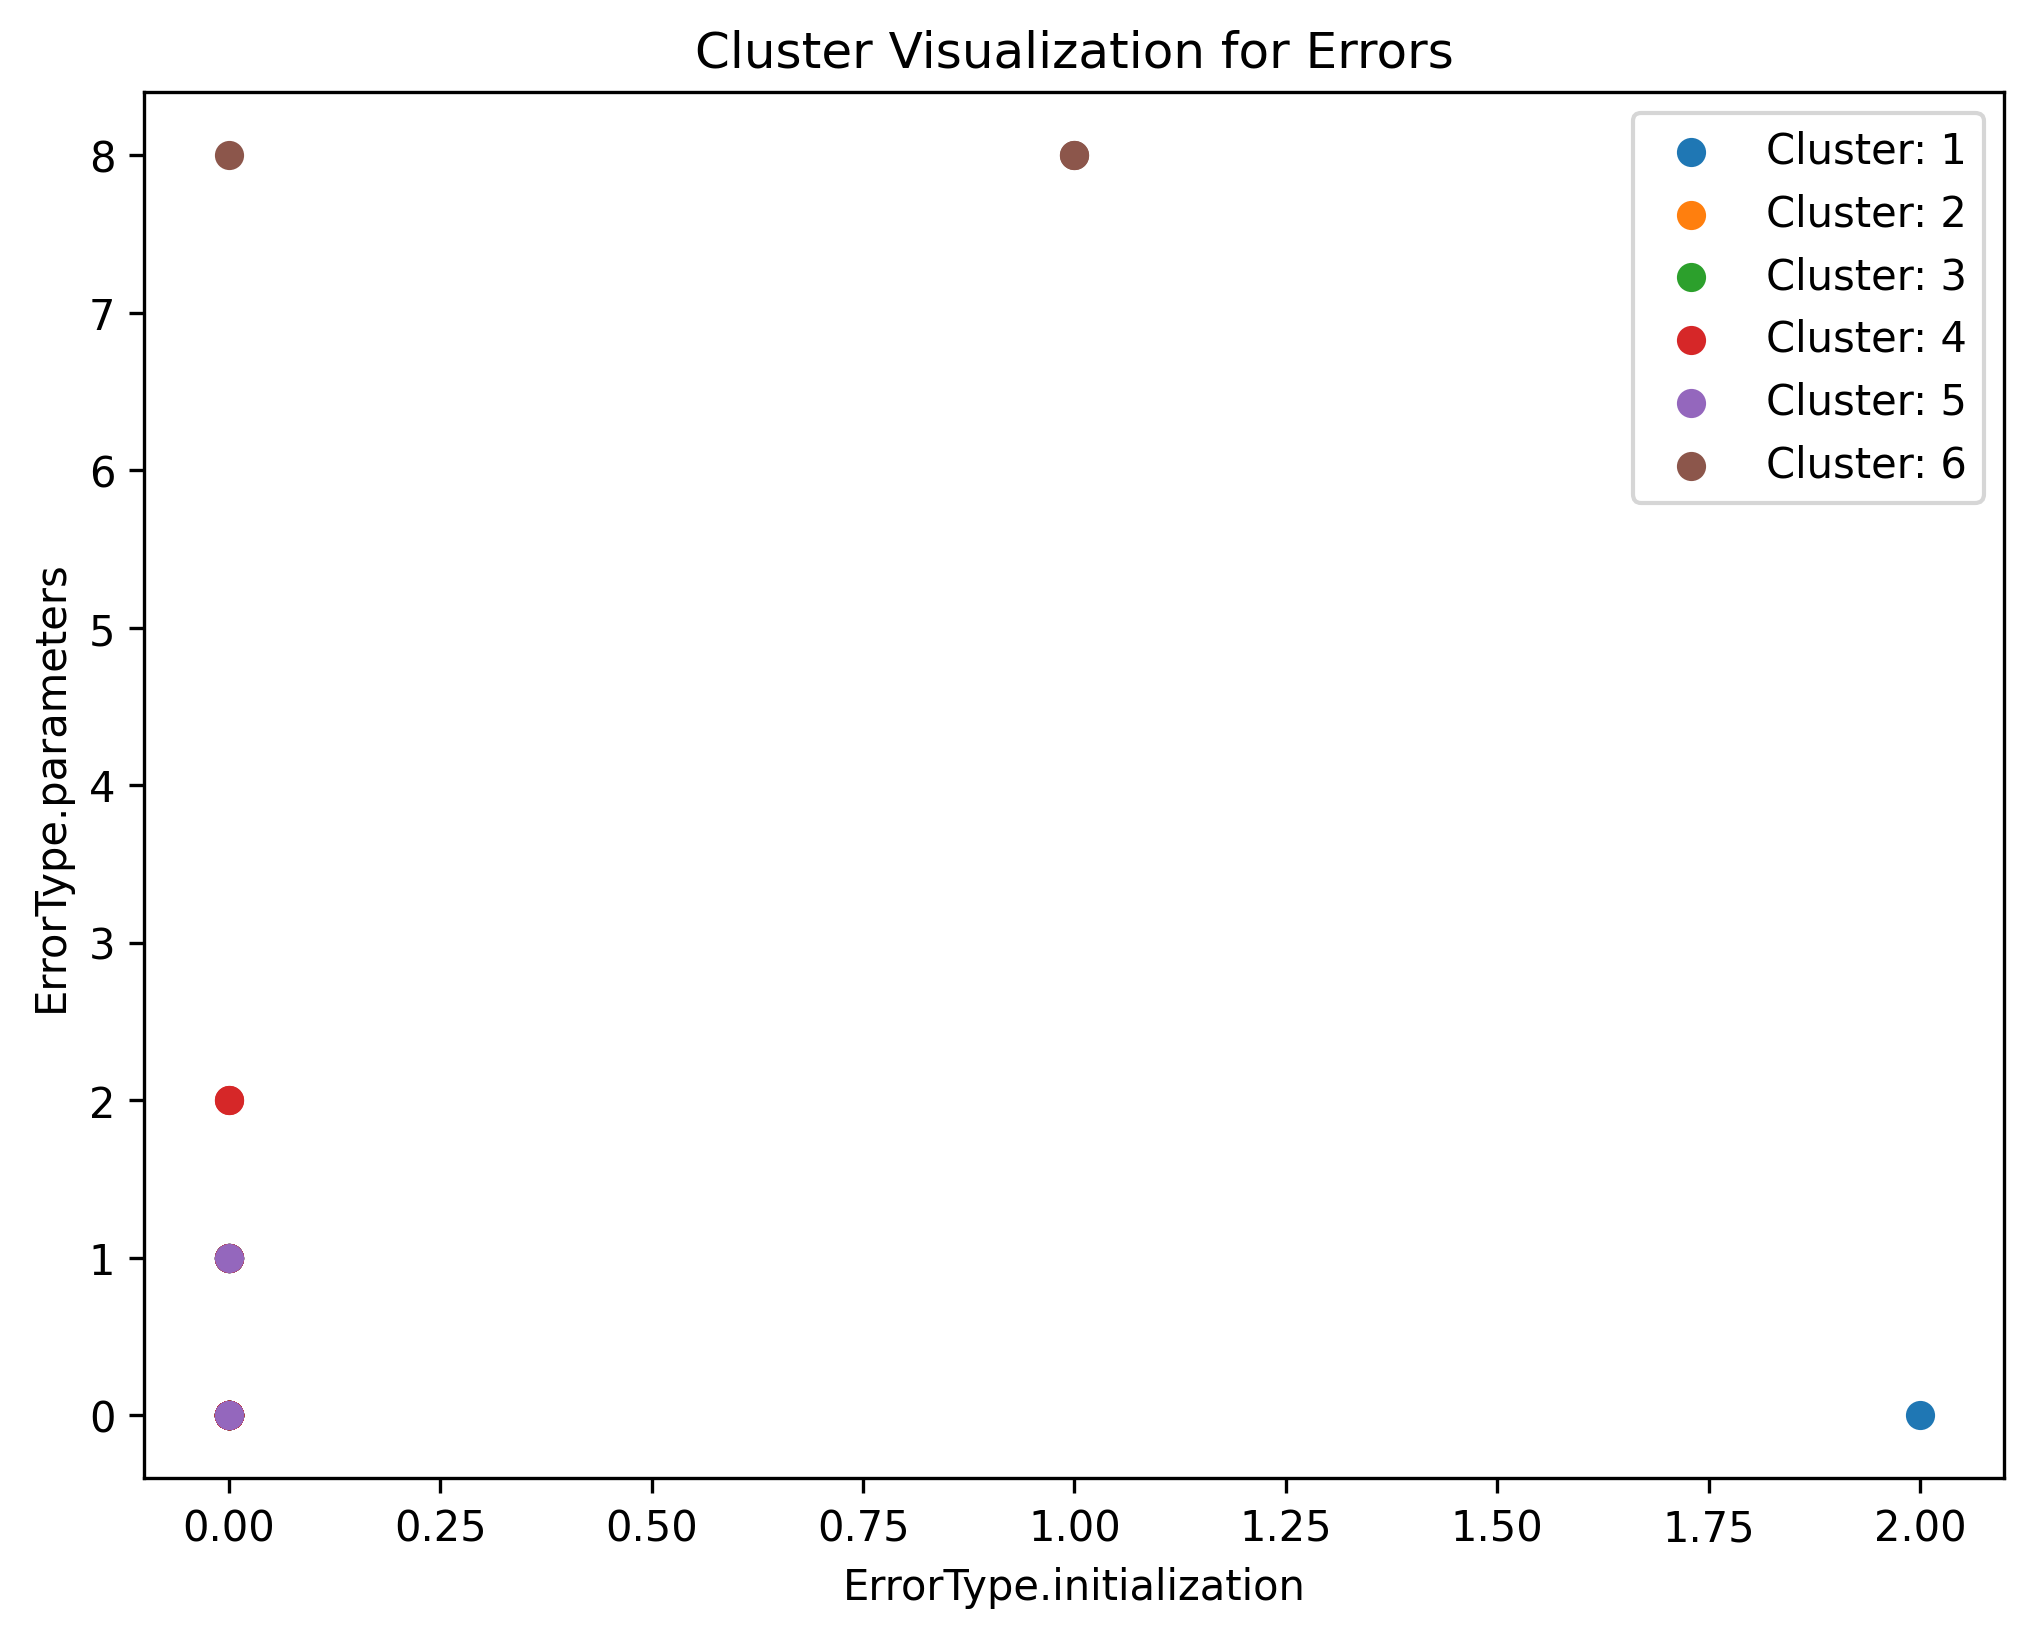 Cluster Visualization for Errors
Cluster: 1
Cluster: 2
Cluster: 3
Cluster: 4
Cluster: 5
Cluster: 6
8
7
6
5
4
3
2
1
0
ErrorType.parameters
0.00 0.25 0.50 0.75 1.00 1.25 1.50 1.75 2.00
ErrorType.initialization